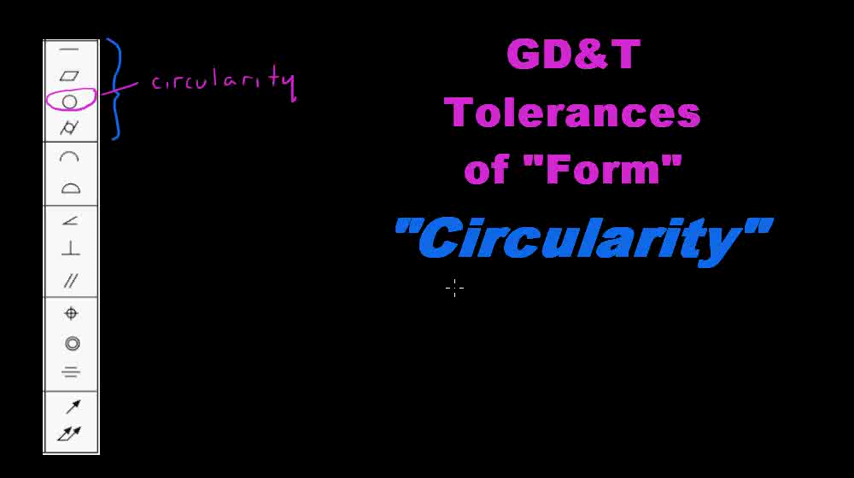 circularity
GD&T
Tolerances
of "Form"
"Circularity"